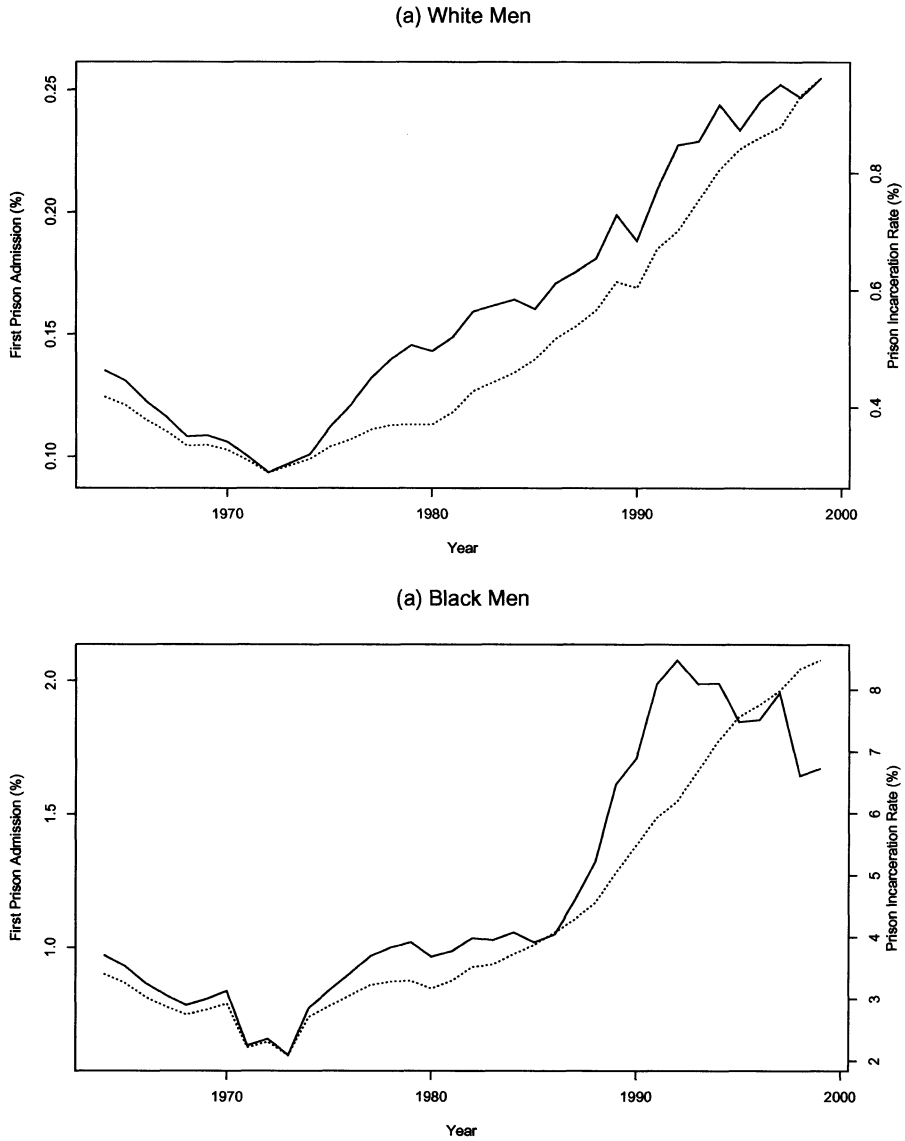 (a) White Men
0.25
0.20
0.15
0.10
First Prison Admission (%)
0.8
0.6
0.4
Prison Incarceration Rate (%)
1970 1980 1990 2000
Year
(a) Black Men
2.0
1.5
1.0
First Prison Admission (%)
8
7
6
5
4
3
2
Prison Incarceration Rate (%)
1970 1980 1990 2000
Year